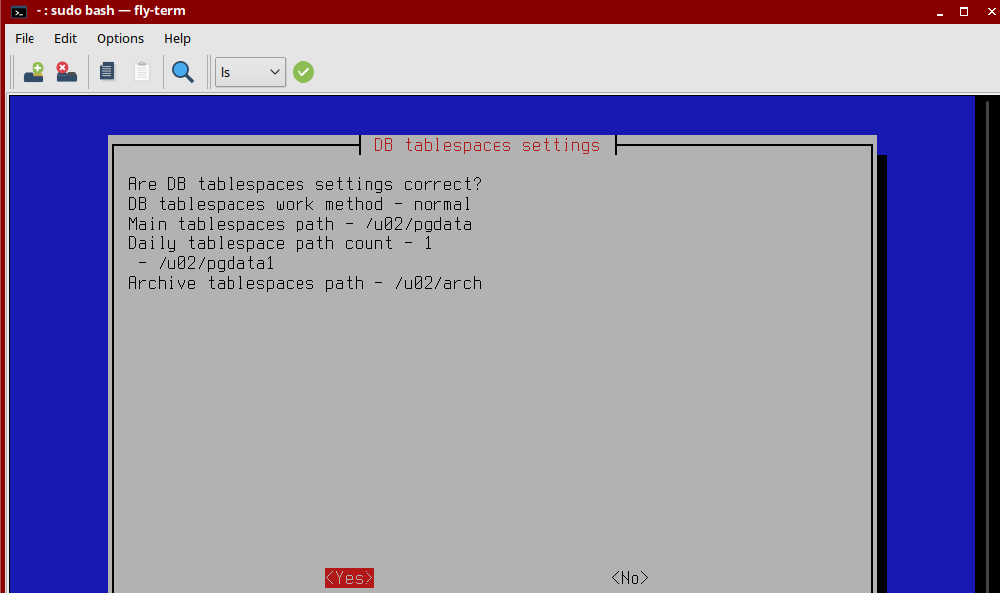 - : sudo bash — fly-term
File Edit Options Help
ls
DB tablespaces settings
Are DB tablespaces settings correct?
DB tablespaces work method - normal
Main tablespaces path - /u02/pgdata
Daily tablespace path count - 1
- /u02/pgdata1
Archive tablespaces path - /u02/arch
<Yes> <No>